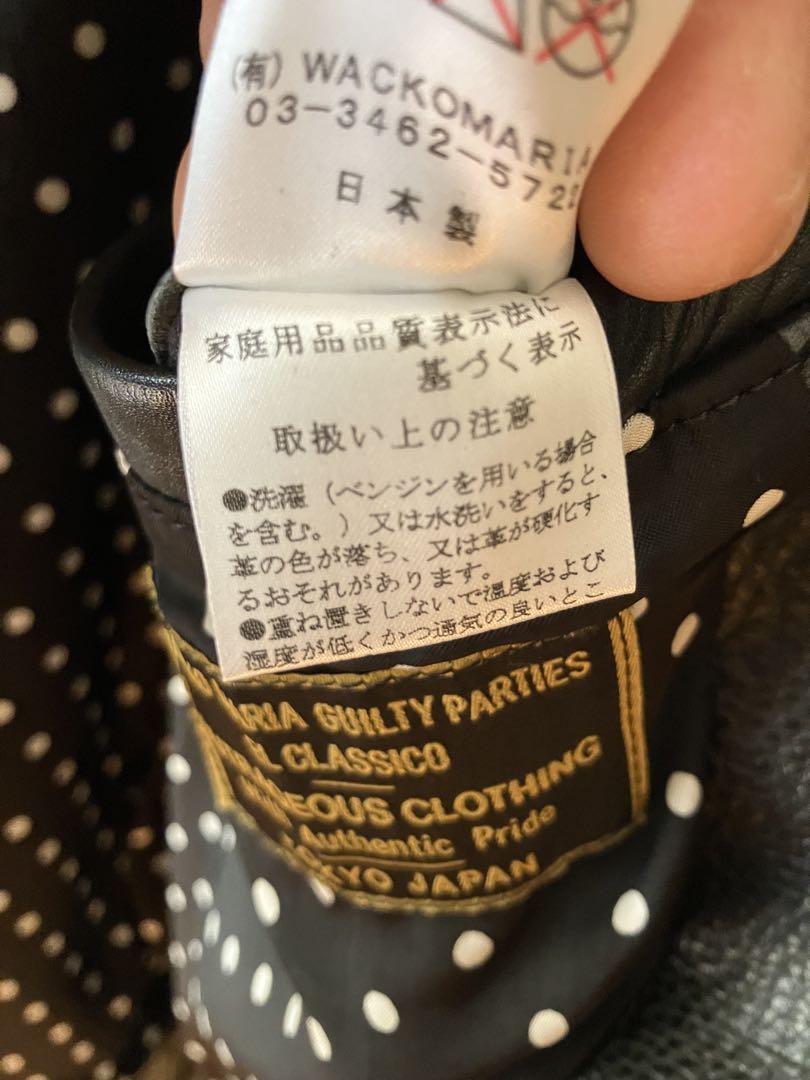 (有) WACKOMARIA
03-3462-572
日本製
家庭用品品質表示法に
基づく表示
取扱い上の注意
●洗濯（ベンジンを用いる場合
を含む。）又は水洗いをすると、
革の色が落ち、又は革が硬化す
るおそれがあります。
●重ね置きしないで温度および
湿度が低くかつ通気の良いとこ
MARIA GUILTY PARTIES
EL CLASSICO
EOUS CLOTHING
Authentic Pride
TOKYO JAPAN